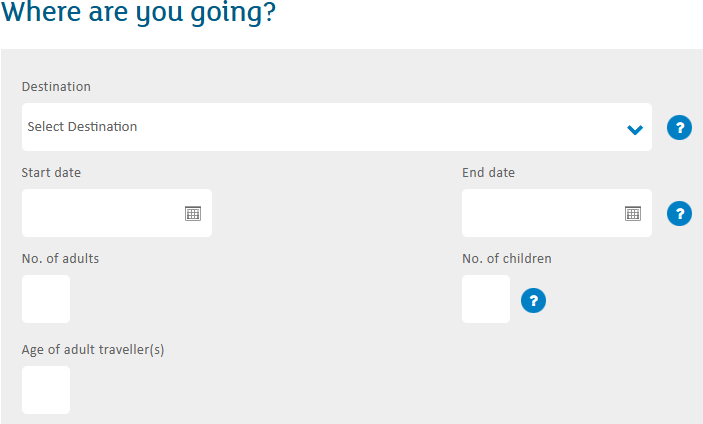 Where are you going?
Destination
Select Destination
?
Start date
End date
?
No. of adults
No. of children
?
Age of adult traveller(s)